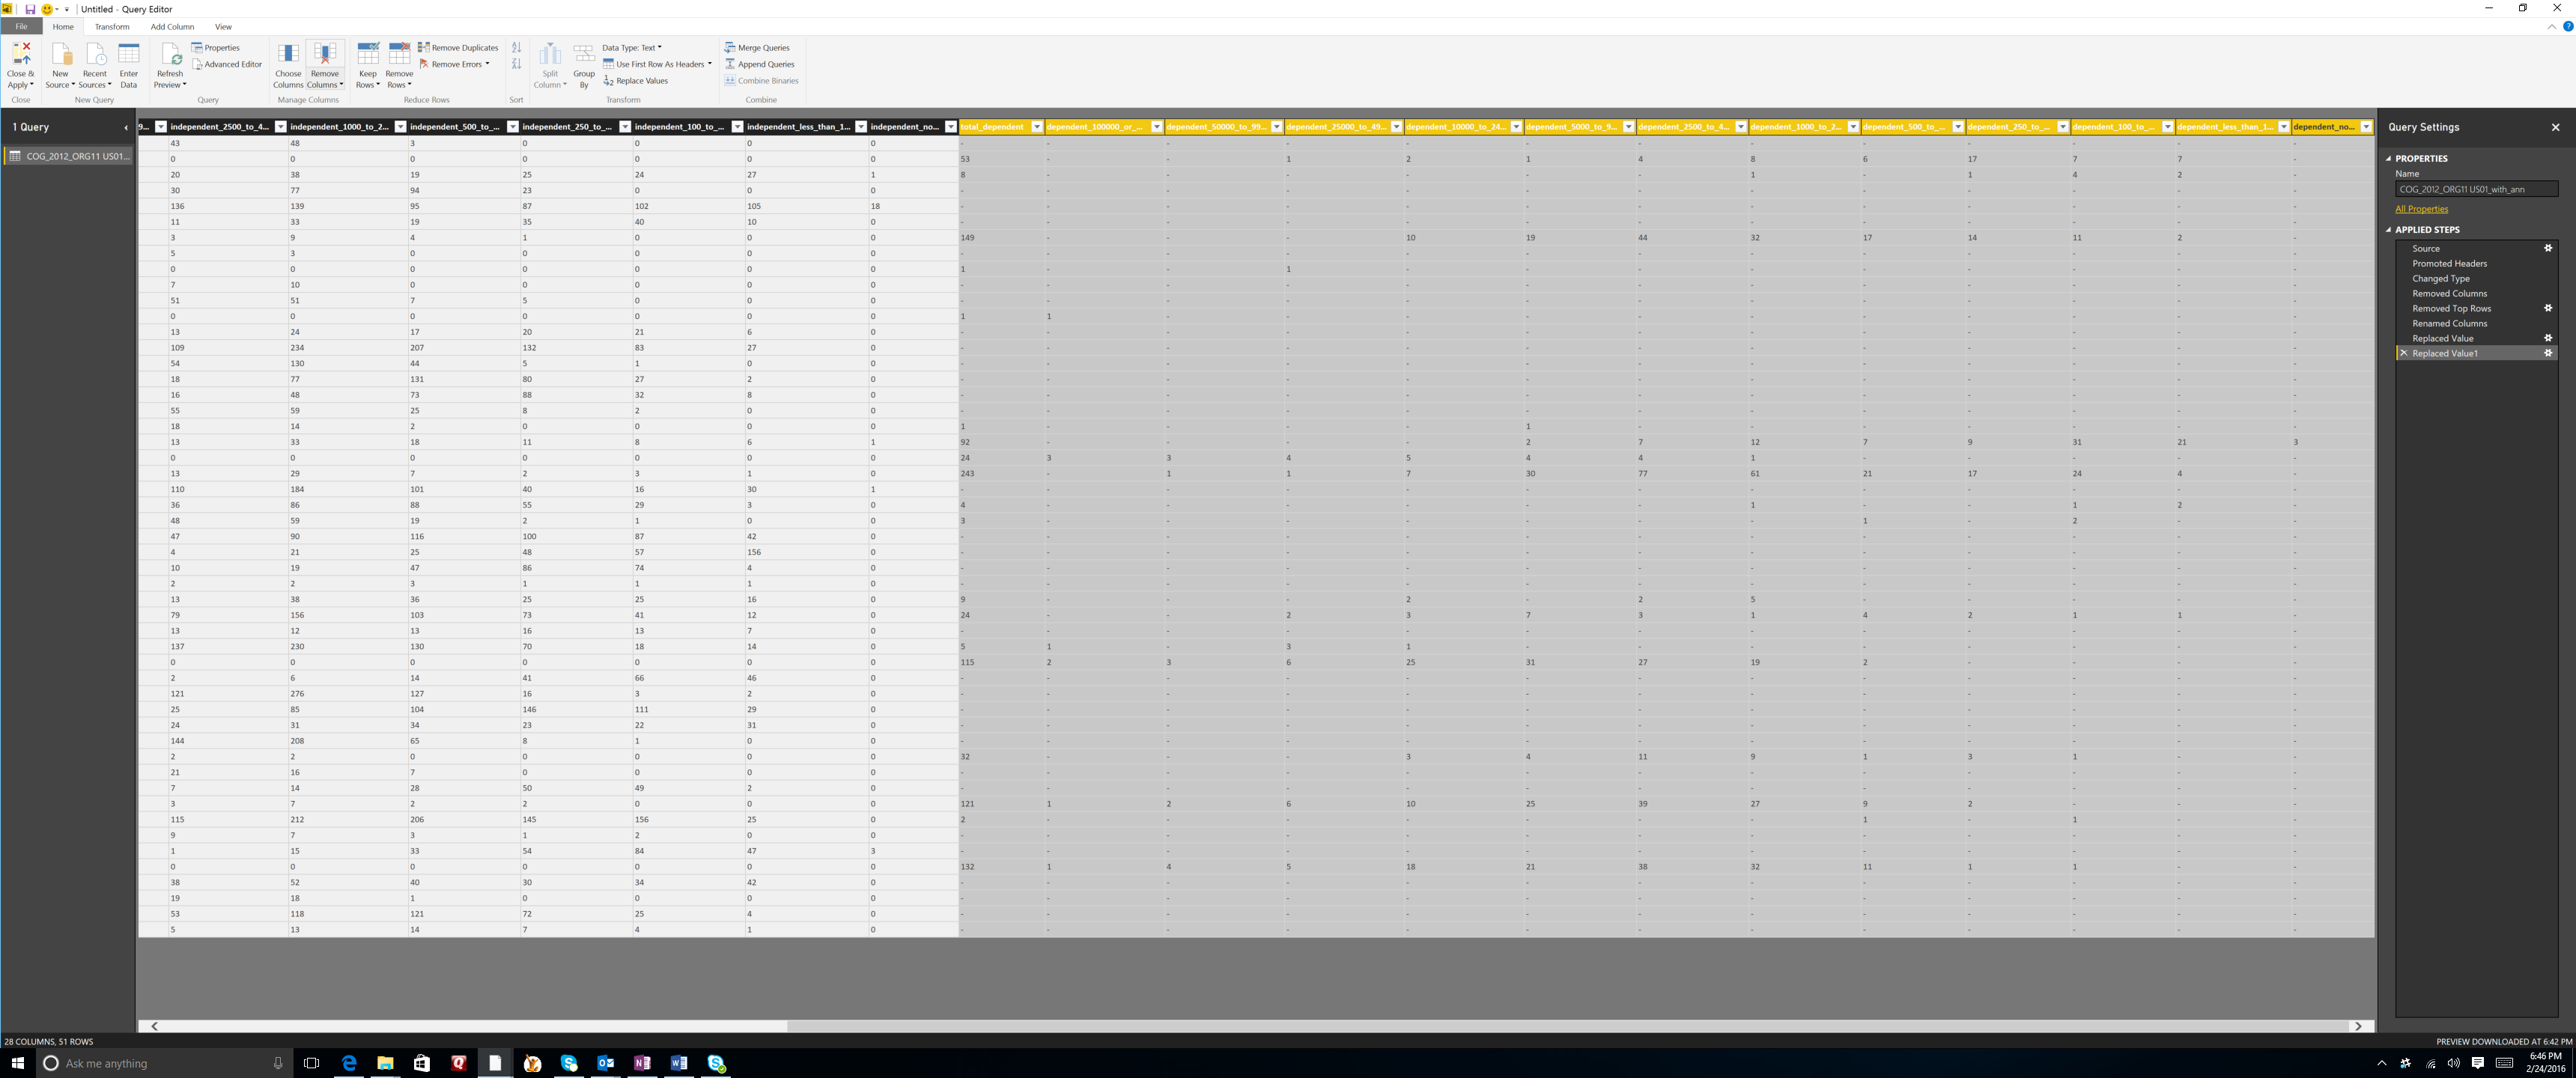 Untitled - Query Editor
File Home Transform Add Column View
Close & Apply New Source Recent Sources Enter Data Refresh Preview Properties Advanced Editor Choose Columns Remove Columns Keep Rows Remove Rows Remove Duplicates Remove Errors Split Column Group By Data Type: Text Use First Row As Headers Replace Values Merge Queries Append Queries Combine Binaries
Close New Query Query Manage Columns Reduce Rows Sort Transform Combine
1 Query
COG_2012_ORG11 US01...
9... independent_2500_to_4... independent_1000_to_2... independent_500_to_... independent_250_to_... independent_100_to_... independent_less_than_1... independent_no... total_dependent dependent_100000_or_... dependent_50000_to_99... dependent_25000_to_49... dependent_10000_to_24... dependent_5000_to_9... dependent_2500_to_4... dependent_1000_to_2... dependent_500_to_... dependent_250_to_... dependent_100_to_... dependent_less_than_1... dependent_no...
43 48 3 0 0 0 0 - - - - - - - - - - - - -
0 0 0 0 0 0 0 53 - - 1 2 1 4 8 6 17 7 7 -
20 38 19 25 24 27 1 8 - - - - - - 1 - 1 4 2 -
30 77 94 23 0 0 0 - - - - - - - - - - - - -
136 139 95 87 102 105 18 - - - - - - - - - - - - -
11 33 19 35 40 10 0 - - - - - - - - - - - - -
3 9 4 1 0 0 0 149 - - - 10 19 44 32 17 14 11 2 -
5 3 0 0 0 0 0 - - - - - - - - - - - - -
0 0 0 0 0 0 0 1 - - 1 - - - - - - - - -
7 10 0 0 0 0 0 - - - - - - - - - - - - -
51 51 7 5 0 0 0 - - - - - - - - - - - - -
0 0 0 0 0 0 0 1 1 - - - - - - - - - - -
13 24 17 20 21 6 0 - - - - - - - - - - - - -
109 234 207 132 83 27 0 - - - - - - - - - - - - -
54 130 44 5 1 0 0 - - - - - - - - - - - - -
18 77 131 80 27 2 0 - - - - - - - - - - - - -
16 48 73 88 32 8 0 - - - - - - - - - - - - -
55 59 25 8 2 0 0 - - - - - - - - - - - - -
18 14 2 0 0 0 0 1 - - - - 1 - - - - - - -
13 33 18 11 8 6 1 92 - - - - 2 7 12 7 9 31 21 3
0 0 0 0 0 0 0 24 3 3 4 5 4 4 1 - - - - -
13 29 7 2 3 1 0 243 - 1 1 7 30 77 61 21 17 24 4 -
110 184 101 40 16 30 1 - - - - - - - - - - - - -
36 86 88 55 29 3 0 4 - - - - - - 1 - - 1 2 -
48 59 19 2 1 0 0 3 - - - - - - - 1 - 2 - -
47 90 116 100 87 42 0 - - - - - - - - - - - - -
4 21 25 48 57 156 0 - - - - - - - - - - - - -
10 19 47 86 74 4 0 - - - - - - - - - - - - -
2 2 3 1 1 1 0 - - - - - - - - - - - - -
13 38 36 25 25 16 0 9 - - - 2 - 2 5 - - - - -
79 156 103 73 41 12 0 24 - - 2 3 7 3 1 4 2 1 1 -
13 12 13 16 13 7 0 - - - - - - - - - - - - -
137 230 130 70 18 14 0 5 1 - 3 1 - - - - - - - -
0 0 0 0 0 0 0 115 2 3 6 25 31 27 19 2 - - - -
2 6 14 41 66 46 0 - - - - - - - - - - - - -
121 276 127 16 3 2 0 - - - - - - - - - - - - -
25 85 104 146 111 29 0 - - - - - - - - - - - - -
24 31 34 23 22 31 0 - - - - - - - - - - - - -
144 208 65 8 1 0 0 - - - - - - - - - - - - -
2 2 0 0 0 0 0 32 - - - 3 4 11 9 1 3 1 - -
21 16 7 0 0 0 0 - - - - - - - - - - - - -
7 14 28 50 49 2 0 - - - - - - - - - - - - -
3 7 2 2 0 0 0 121 1 2 6 10 25 39 27 9 2 - - -
115 212 206 145 156 25 0 2 - - - - - - - 1 - 1 - -
9 7 3 1 2 0 0 - - - - - - - - - - - - -
1 15 33 54 84 47 3 - - - - - - - - - - - - -
0 0 0 0 0 0 0 132 1 4 5 18 21 38 32 11 1 1 - -
38 52 40 30 34 42 0 - - - - - - - - - - - - -
19 18 1 0 0 0 0 - - - - - - - - - - - - -
53 118 121 72 25 4 0 - - - - - - - - - - - - -
5 13 14 7 4 1 0 - - - - - - - - - - - - -
Query Settings
PROPERTIES
Name
COG_2012_ORG11 US01_with_ann
All Properties
APPLIED STEPS
Source
Promoted Headers
Changed Type
Removed Columns
Removed Top Rows
Renamed Columns
Replaced Value
Replaced Value1
28 COLUMNS, 51 ROWS
PREVIEW DOWNLOADED AT 6:42 PM
Ask me anything
6:46 PM
2/24/2016